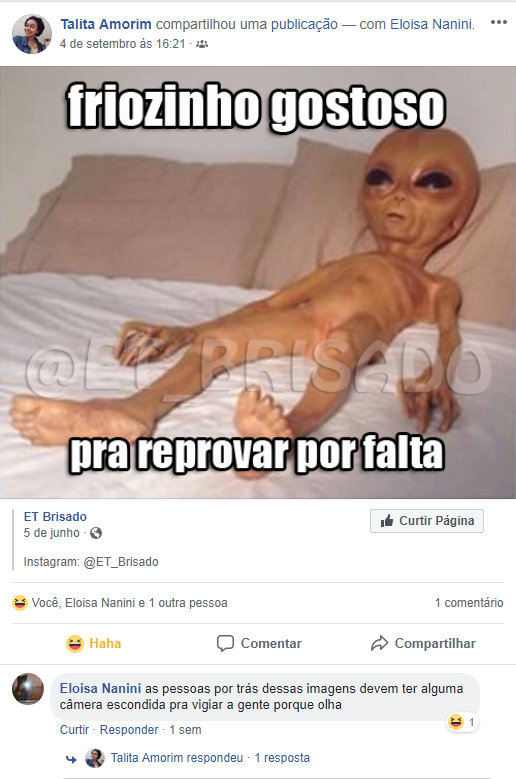 Talita Amorim compartilhou uma publicação — com Eloisa Nanini.
4 de setembro às 16:21 ·
friozinho gostoso
@ET_BRISADO
pra reprovar por falta
ET Brisado
5 de junho ·
Curtir Página
Instagram: @ET_Brisado
Você, Eloisa Nanini e 1 outra pessoa
1 comentário
Haha
Comentar
Compartilhar
Eloisa Nanini as pessoas por trás dessas imagens devem ter alguma
câmera escondida pra vigiar a gente porque olha
1
Curtir · Responder · 1 sem
Talita Amorim respondeu · 1 resposta